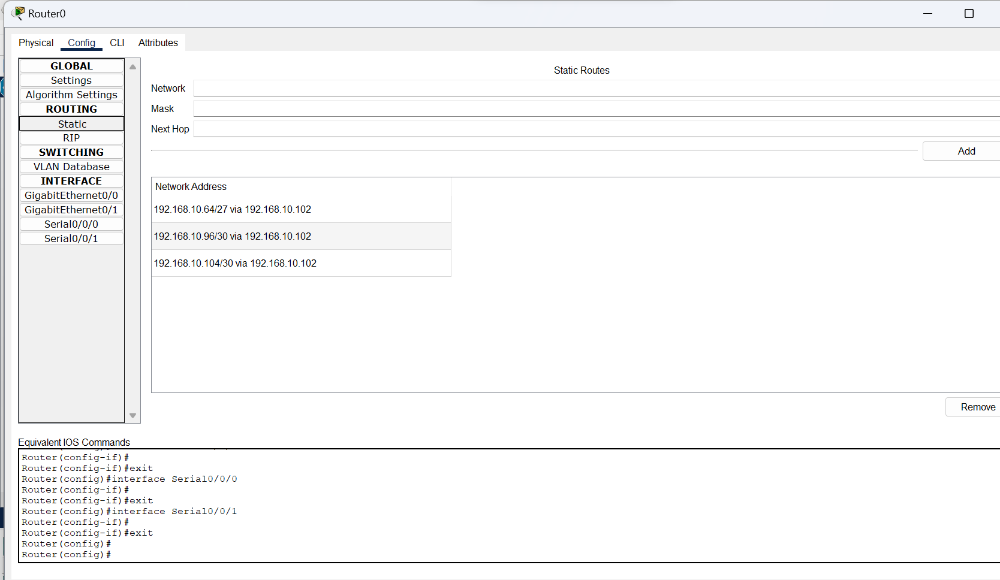 Router0
Physical Config CLI Attributes
GLOBAL
Settings
Algorithm Settings
ROUTING
Static
RIP
SWITCHING
VLAN Database
INTERFACE
GigabitEthernet0/0
GigabitEthernet0/1
Serial0/0/0
Serial0/0/1
Static Routes
Network
Mask
Next Hop
Add
Network Address
192.168.10.64/27 via 192.168.10.102
192.168.10.96/30 via 192.168.10.102
192.168.10.104/30 via 192.168.10.102
Remove
Equivalent IOS Commands
Router(config-if)#
Router(config-if)#exit
Router(config)#interface Serial0/0/0
Router(config-if)#
Router(config-if)#exit
Router(config)#interface Serial0/0/1
Router(config-if)#
Router(config-if)#exit
Router(config)#
Router(config)#